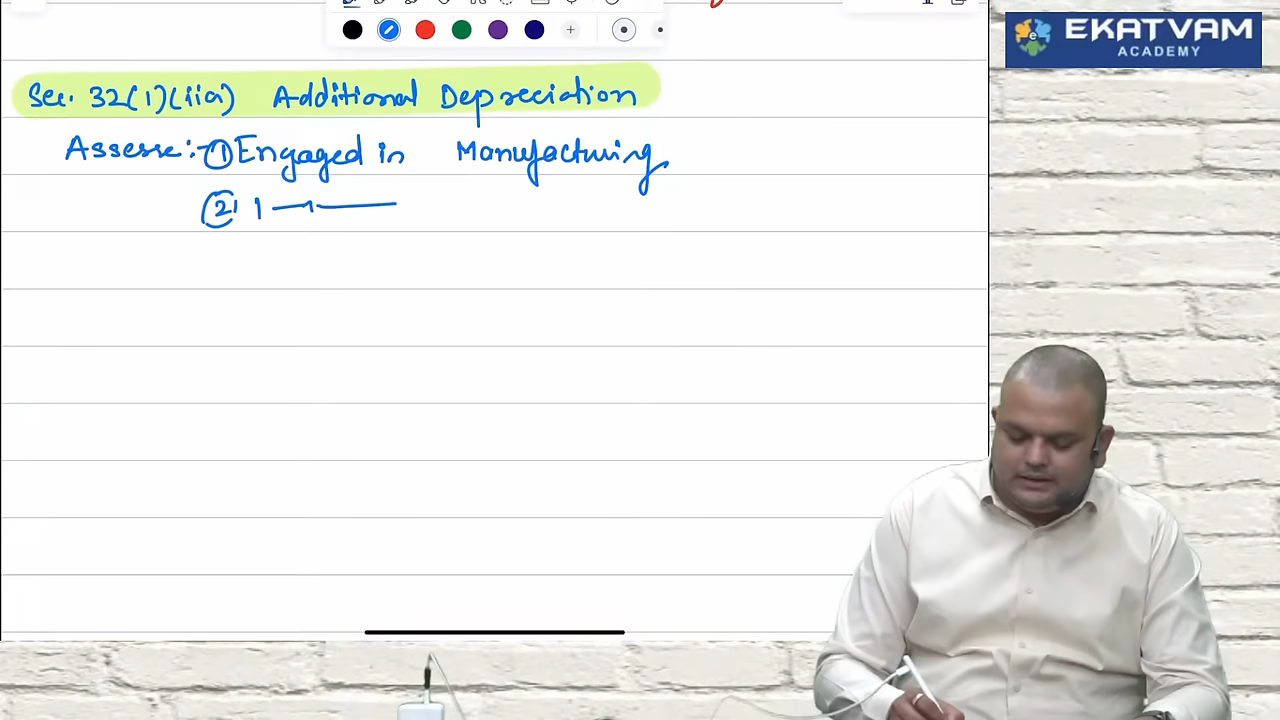 EKATVAM
ACADEMY
Sec. 32(1)(iia) Additional Depreciation
Assesse:- ① Engaged in Manufacturing
②